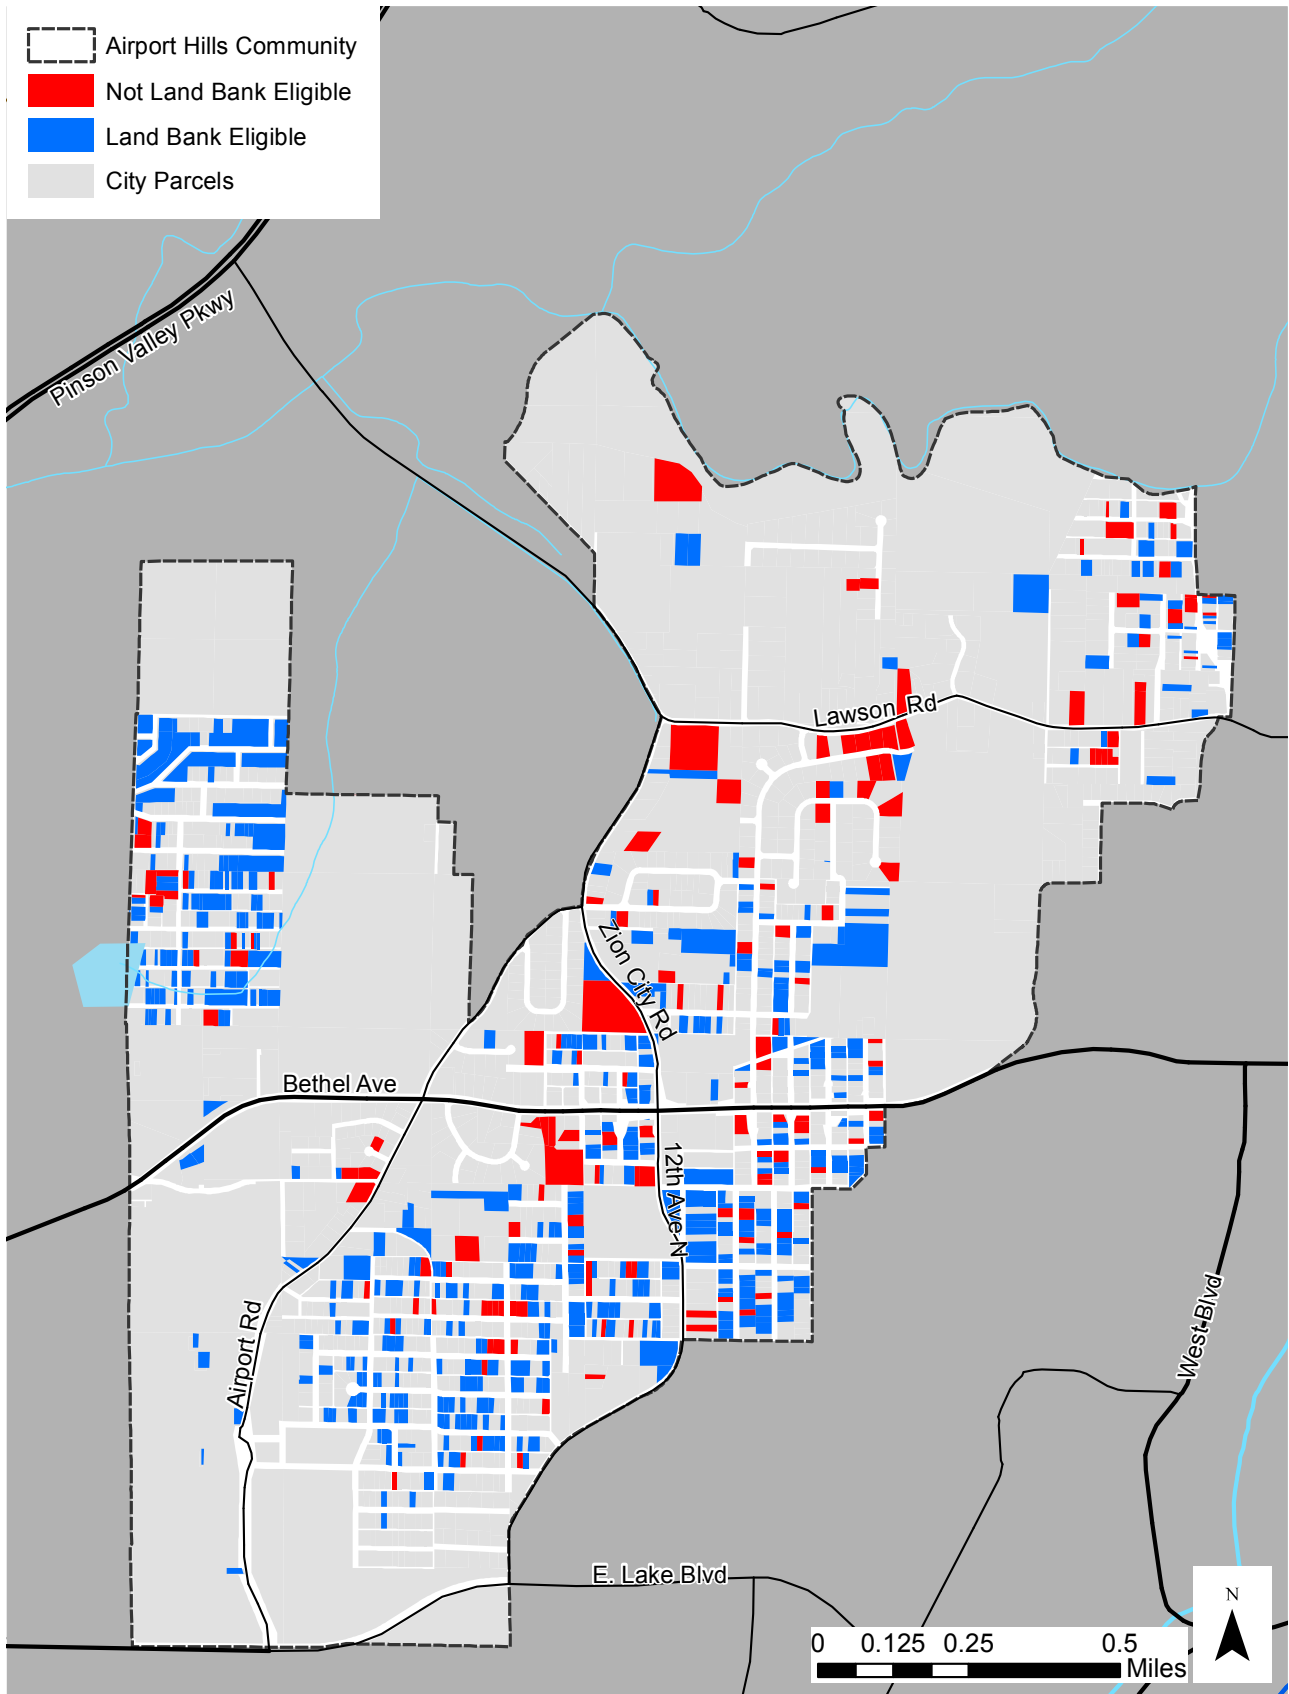 Airport Hills Community
Not Land Bank Eligible
Land Bank Eligible
City Parcels
Pinson Valley Pkwy
Lawson Rd
Zion City Rd
Bethel Ave
12th Ave N
Airport Rd
West Blvd
E. Lake Blvd
N
0 0.125 0.25 0.5
Miles